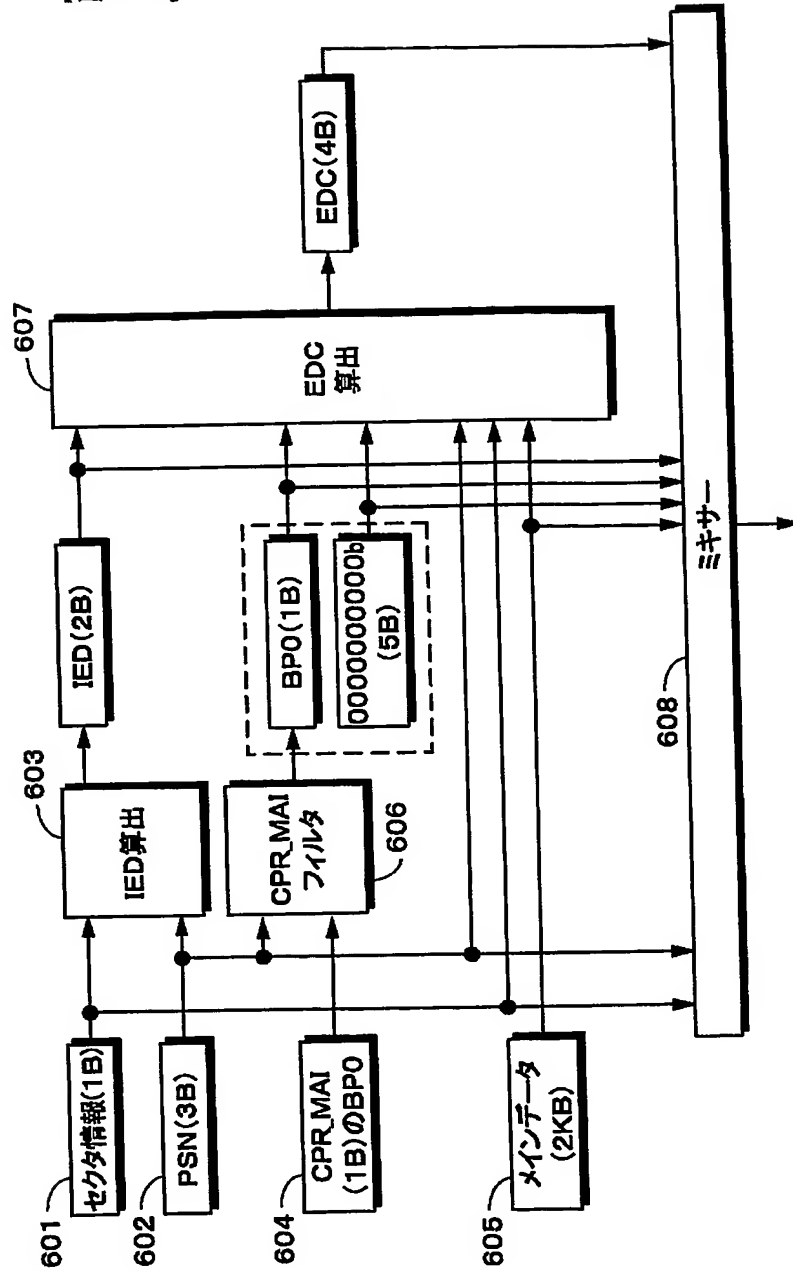 601
セクタ情報(1B)
602
PSN(3B)
603
IED算出
IED(2B)
604
CPR_MAI
(1B)のBP0
CPR_MAI
フィルタ
606
BP0(1B)
0000000000b
(5B)
605
メインデータ
(2KB)
607
EDC
算出
EDC(4B)
608
ミキサー